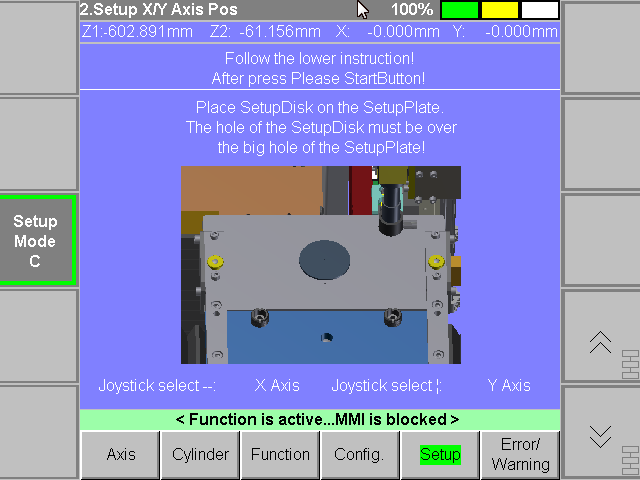 2.Setup X/Y Axis Pos 100%
Z1:-602.891mm Z2: -61.156mm X: -0.000mm Y: -0.000mm
Follow the lower instruction!
After press Please StartButton!
Place SetupDisk on the SetupPlate.
The hole of the SetupDisk must be over
the big hole of the SetupPlate!
Setup
Mode
C
Joystick select --: X Axis Joystick select ¦: Y Axis
< Function is active...MMI is blocked >
Axis Cylinder Function Config. Setup Error/
Warning